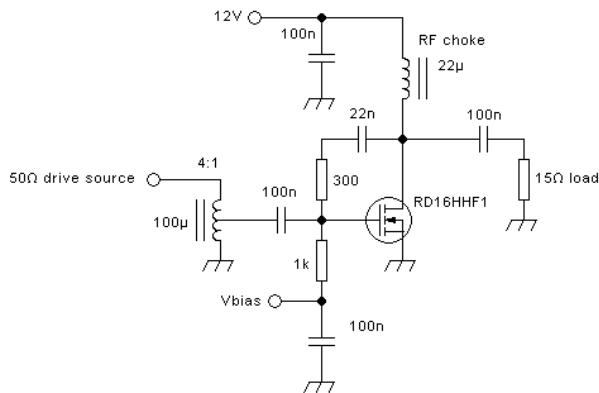 12V
100n
RF choke
22µ
22n
100n
4:1
50Ω drive source
100n
300
15Ω load
RD16HHF1
100µ
1k
Vbias
100n